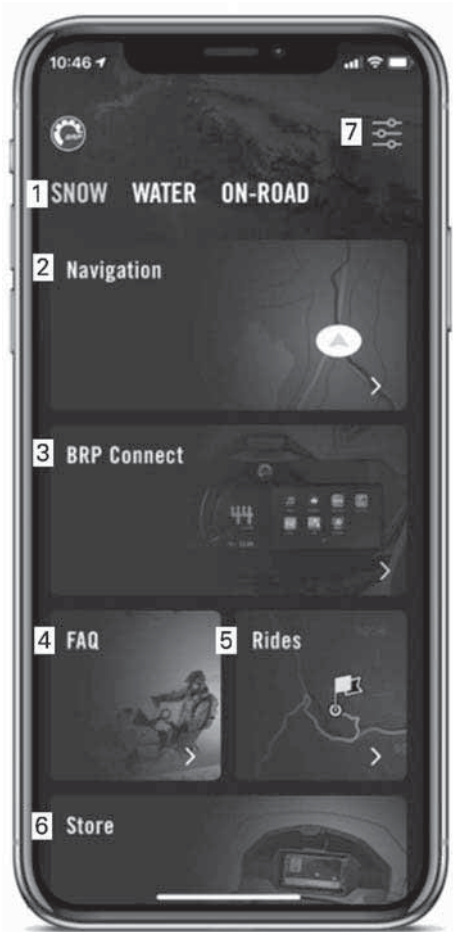 10:46
7
1 SNOW WATER ON-ROAD
2 Navigation
3 BRP Connect
4 FAQ
5 Rides
6 Store